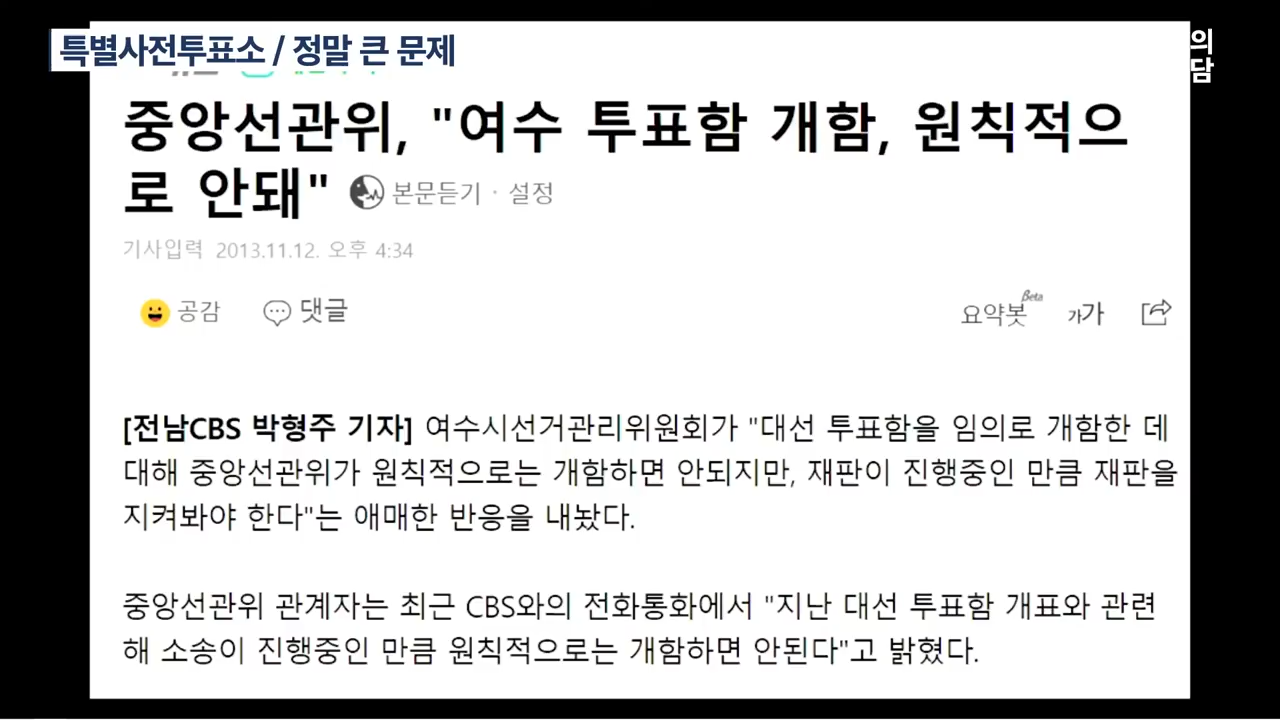 특별사전투표소 / 정말 큰 문제
의
담
중앙선관위, "여수 투표함 개함, 원칙적으
로 안돼" 본문듣기 · 설정
기사입력 2013.11.12. 오후 4:34
공감 댓글 요약봇 Beta 가가
[전남CBS 박형주 기자] 여수시선거관리위원회가 "대선 투표함을 임의로 개함한 데
대해 중앙선관위가 원칙적으로는 개함하면 안되지만, 재판이 진행중인 만큼 재판을
지켜봐야 한다"는 애매한 반응을 내놨다.
중앙선관위 관계자는 최근 CBS와의 전화통화에서 "지난 대선 투표함 개표와 관련
해 소송이 진행중인 만큼 원칙적으로는 개함하면 안된다"고 밝혔다.